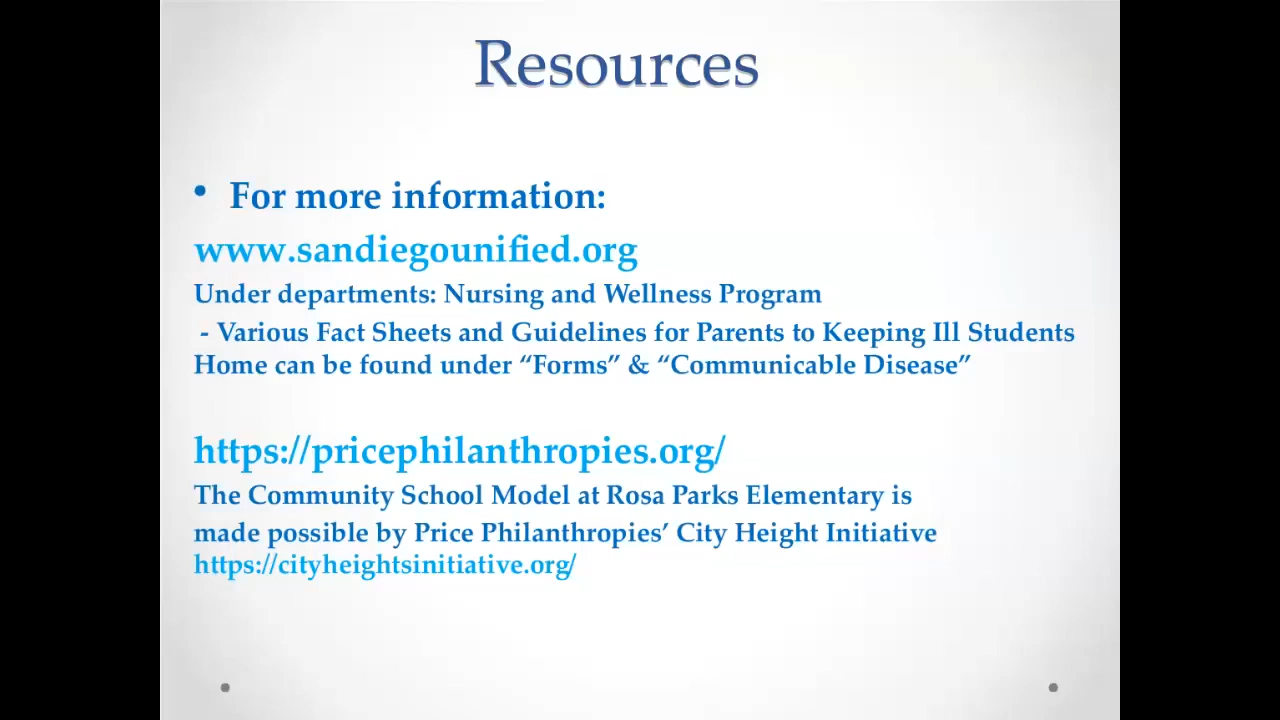 Resources
• For more information:
www.sandiegounified.org
Under departments: Nursing and Wellness Program
- Various Fact Sheets and Guidelines for Parents to Keeping Ill Students
Home can be found under “Forms” & “Communicable Disease”
https://pricephilanthropies.org/
The Community School Model at Rosa Parks Elementary is
made possible by Price Philanthropies’ City Height Initiative
https://cityheightsinitiative.org/